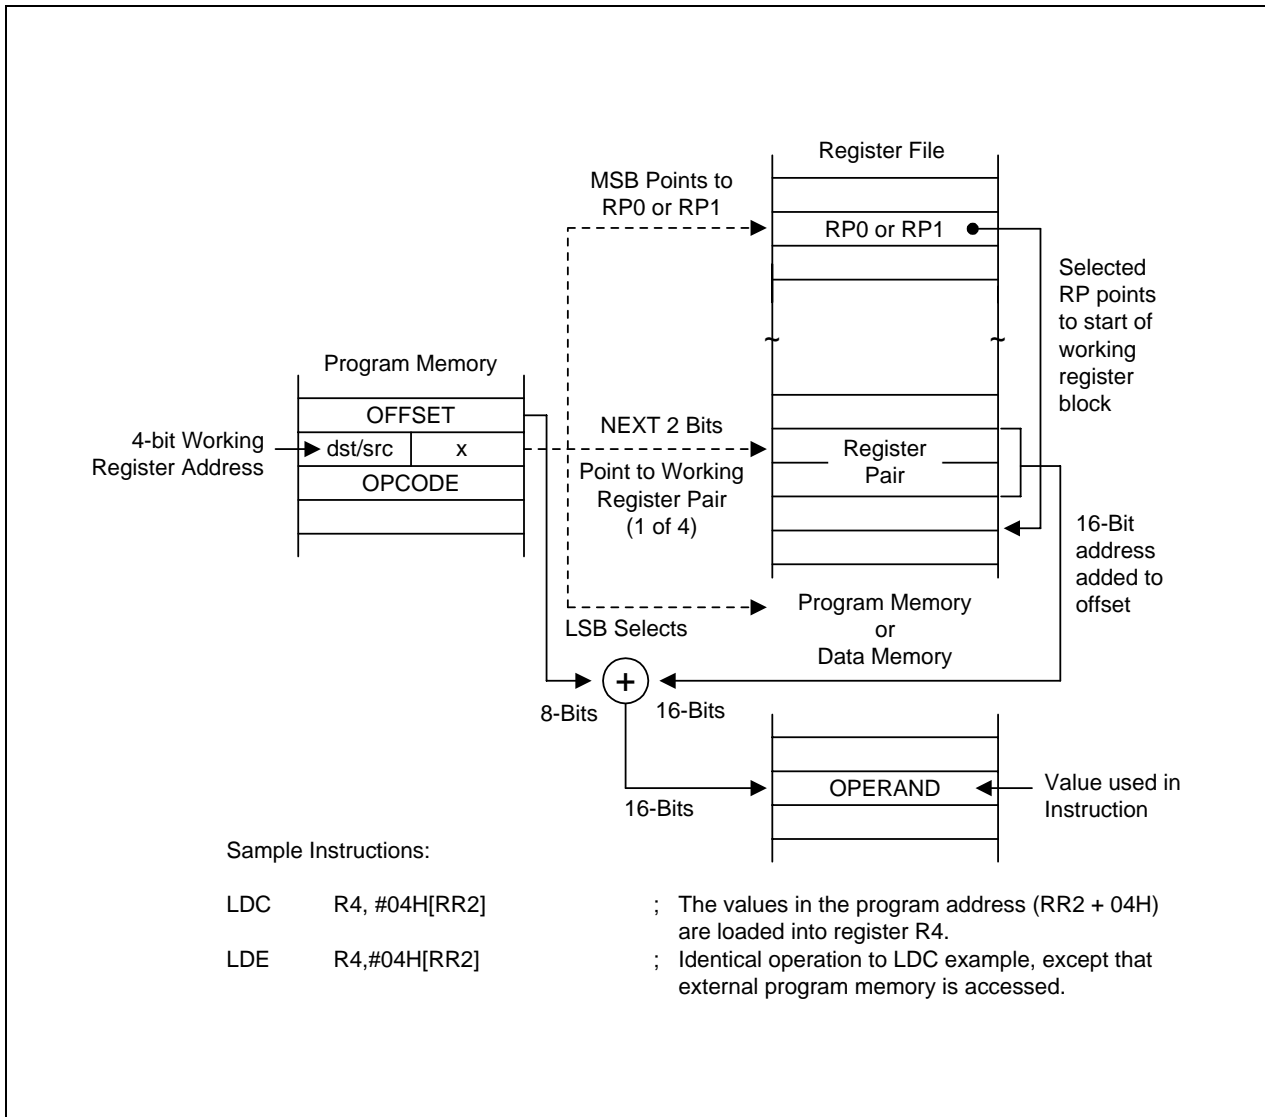 Register File
MSB Points to
RP0 or RP1
RP0 or RP1
Selected
RP points
to start of
working
register
block
~
~
Program Memory
OFFSET
4-bit Working
Register Address
dst/src
x
OPCODE
NEXT 2 Bits
Point to Working
Register Pair
(1 of 4)
Register
Pair
16-Bit
address
added to
offset
LSB Selects
Program Memory
or
Data Memory
+
8-Bits
16-Bits
16-Bits
OPERAND
Value used in
Instruction
Sample Instructions:
LDC R4, #04H[RR2] ; The values in the program address (RR2 + 04H)
are loaded into register R4.
LDE R4,#04H[RR2] ; Identical operation to LDC example, except that
external program memory is accessed.